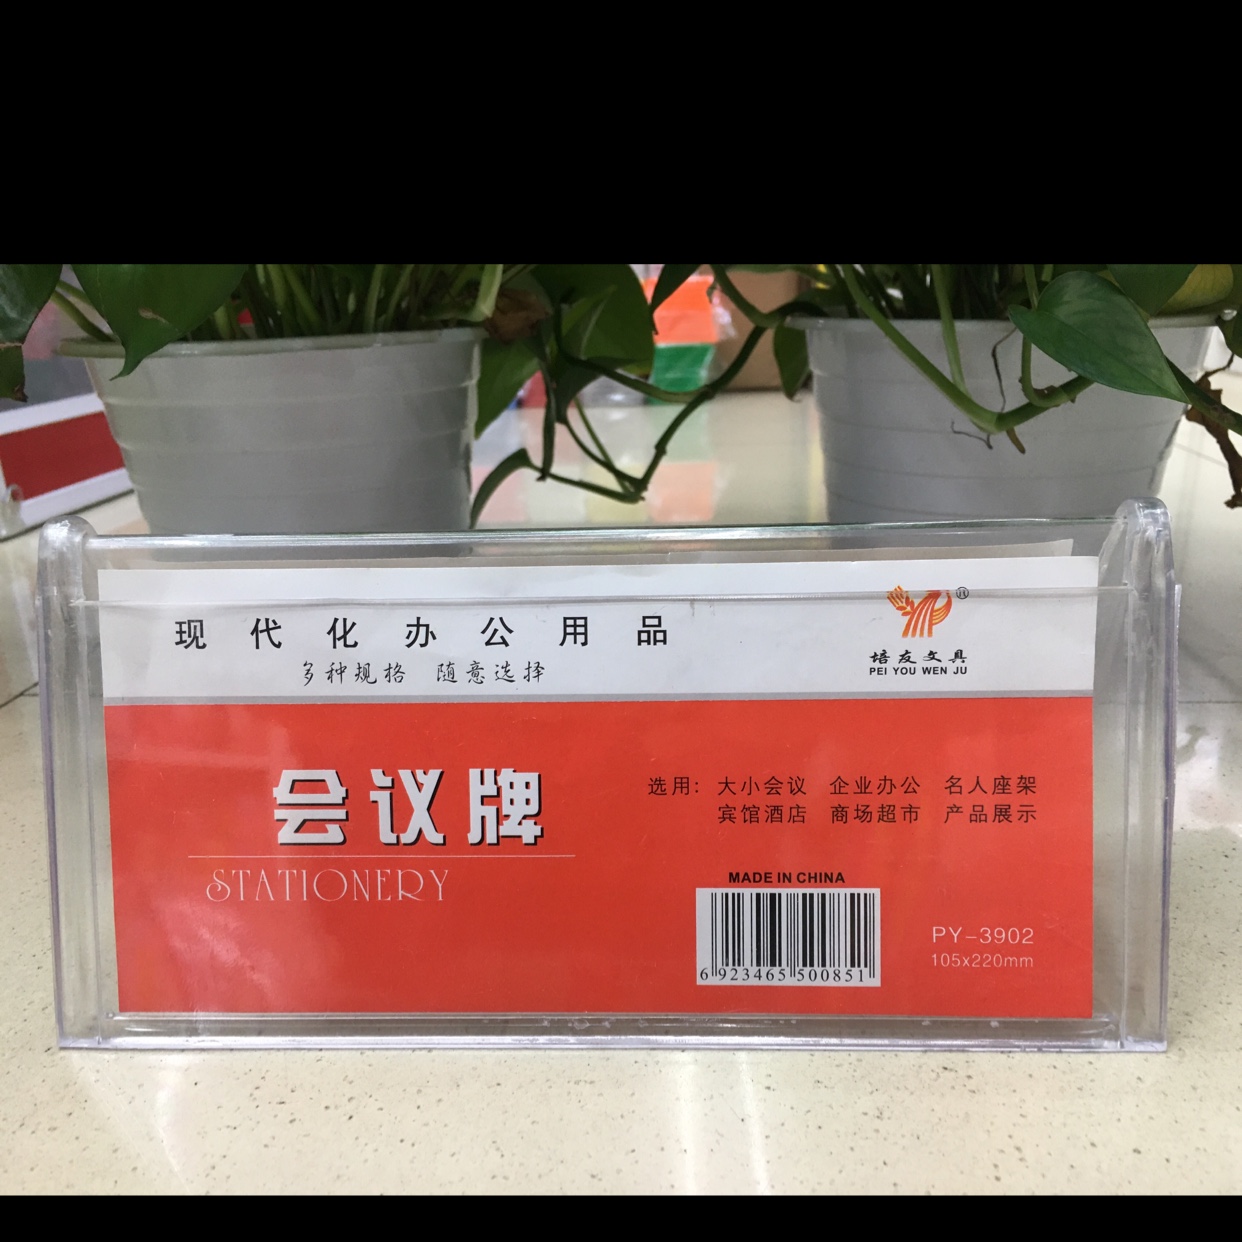 现代化办公用品
多种规格 随意选择
®
培友文具
PEI YOU WEN JU
会议牌
STATIONERY
选用: 大小会议 企业办公 名人座架
宾馆酒店 商场超市 产品展示
MADE IN CHINA
6 923465 500851
PY-3902
105x220mm